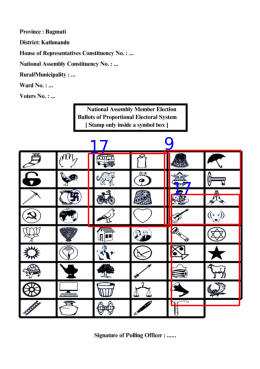 Province : Bagmati
District: Kathmandu
House of Representatives Constituency No. : ...
National Assembly Constituency No. : ...
Rural/Municipality : ...
Ward No. : ...
Voters No. : ...
National Assembly Member Election
Ballots of Proportional Electoral System
[ Stamp only inside a symbol box ]
17
9
17
Signature of Polling Officer : ......